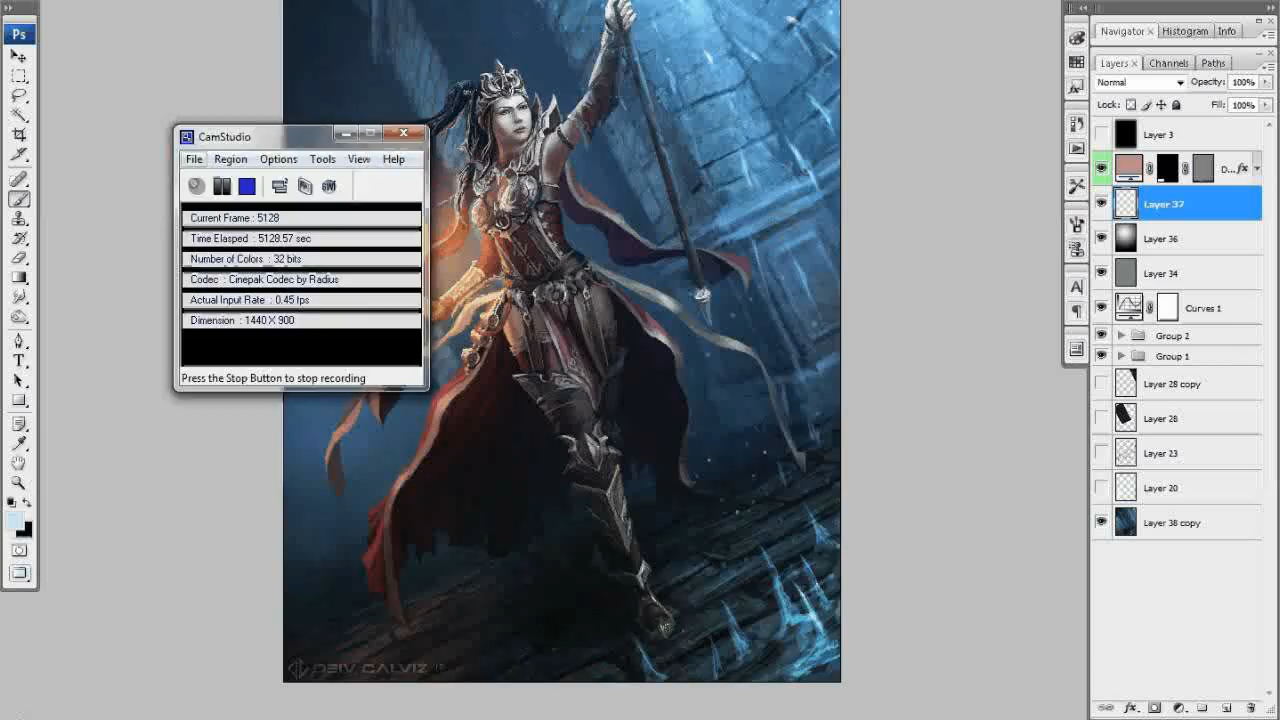 Ps
CamStudio
File Region Options Tools View Help
Current Frame : 5128
Time Elasped : 5128.57 sec
Number of Colors : 32 bits
Codec : Cinepak Codec by Radius
Actual Input Rate : 0.45 fps
Dimension : 1440 X 900
Press the Stop Button to stop recording
DEIV CALVIZ
Navigator Histogram Info
Layers Channels Paths
Normal Opacity: 100%
Lock: Fill: 100%
Layer 3
D... fx
Layer 37
Layer 36
Layer 34
Curves 1
Group 2
Group 1
Layer 28 copy
Layer 28
Layer 23
Layer 20
Layer 38 copy